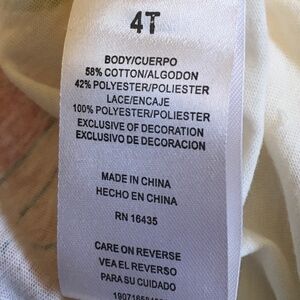 4T
BODY/CUERPO
58% COTTON/ALGODON
42% POLYESTER/POLIESTER
LACE/ENCAJE
100% POLYESTER/POLIESTER
EXCLUSIVE OF DECORATION
EXCLUSIVO DE DECORACION
MADE IN CHINA
HECHO EN CHINA
RN 16435
CARE ON REVERSE
VEA EL REVERSO
PARA SU CUIDADO